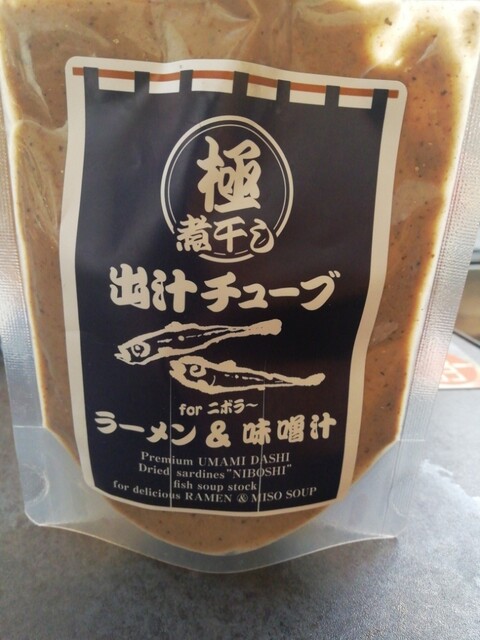 極
煮干し
出汁チューブ
for ニボラ～
ラーメン & 味噌汁
Premium UMAMI DASHI
Dried sardines "NIBOSHI"
fish soup stock
for delicious RAMEN & MISO SOUP